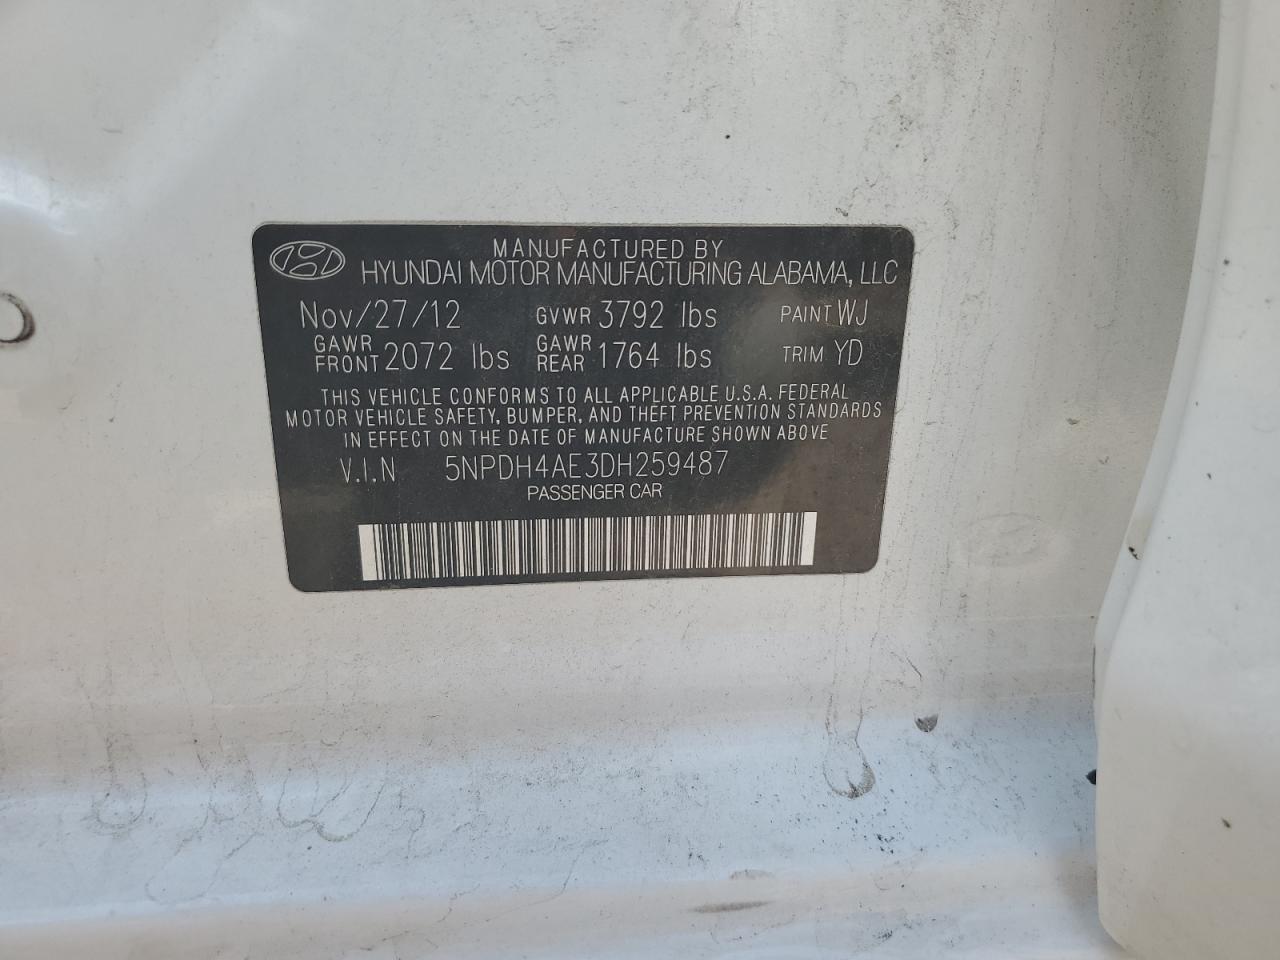 MANUFACTURED BY
HYUNDAI MOTOR MANUFACTURING ALABAMA, LLC
Nov/27/12 GVWR 3792 lbs PAINT WJ
GAWR FRONT 2072 lbs GAWR REAR 1764 lbs TRIM YD
THIS VEHICLE CONFORMS TO ALL APPLICABLE U.S.A. FEDERAL
MOTOR VEHICLE SAFETY, BUMPER, AND THEFT PREVENTION STANDARDS
IN EFFECT ON THE DATE OF MANUFACTURE SHOWN ABOVE
V.I.N 5NPDH4AE3DH259487
PASSENGER CAR